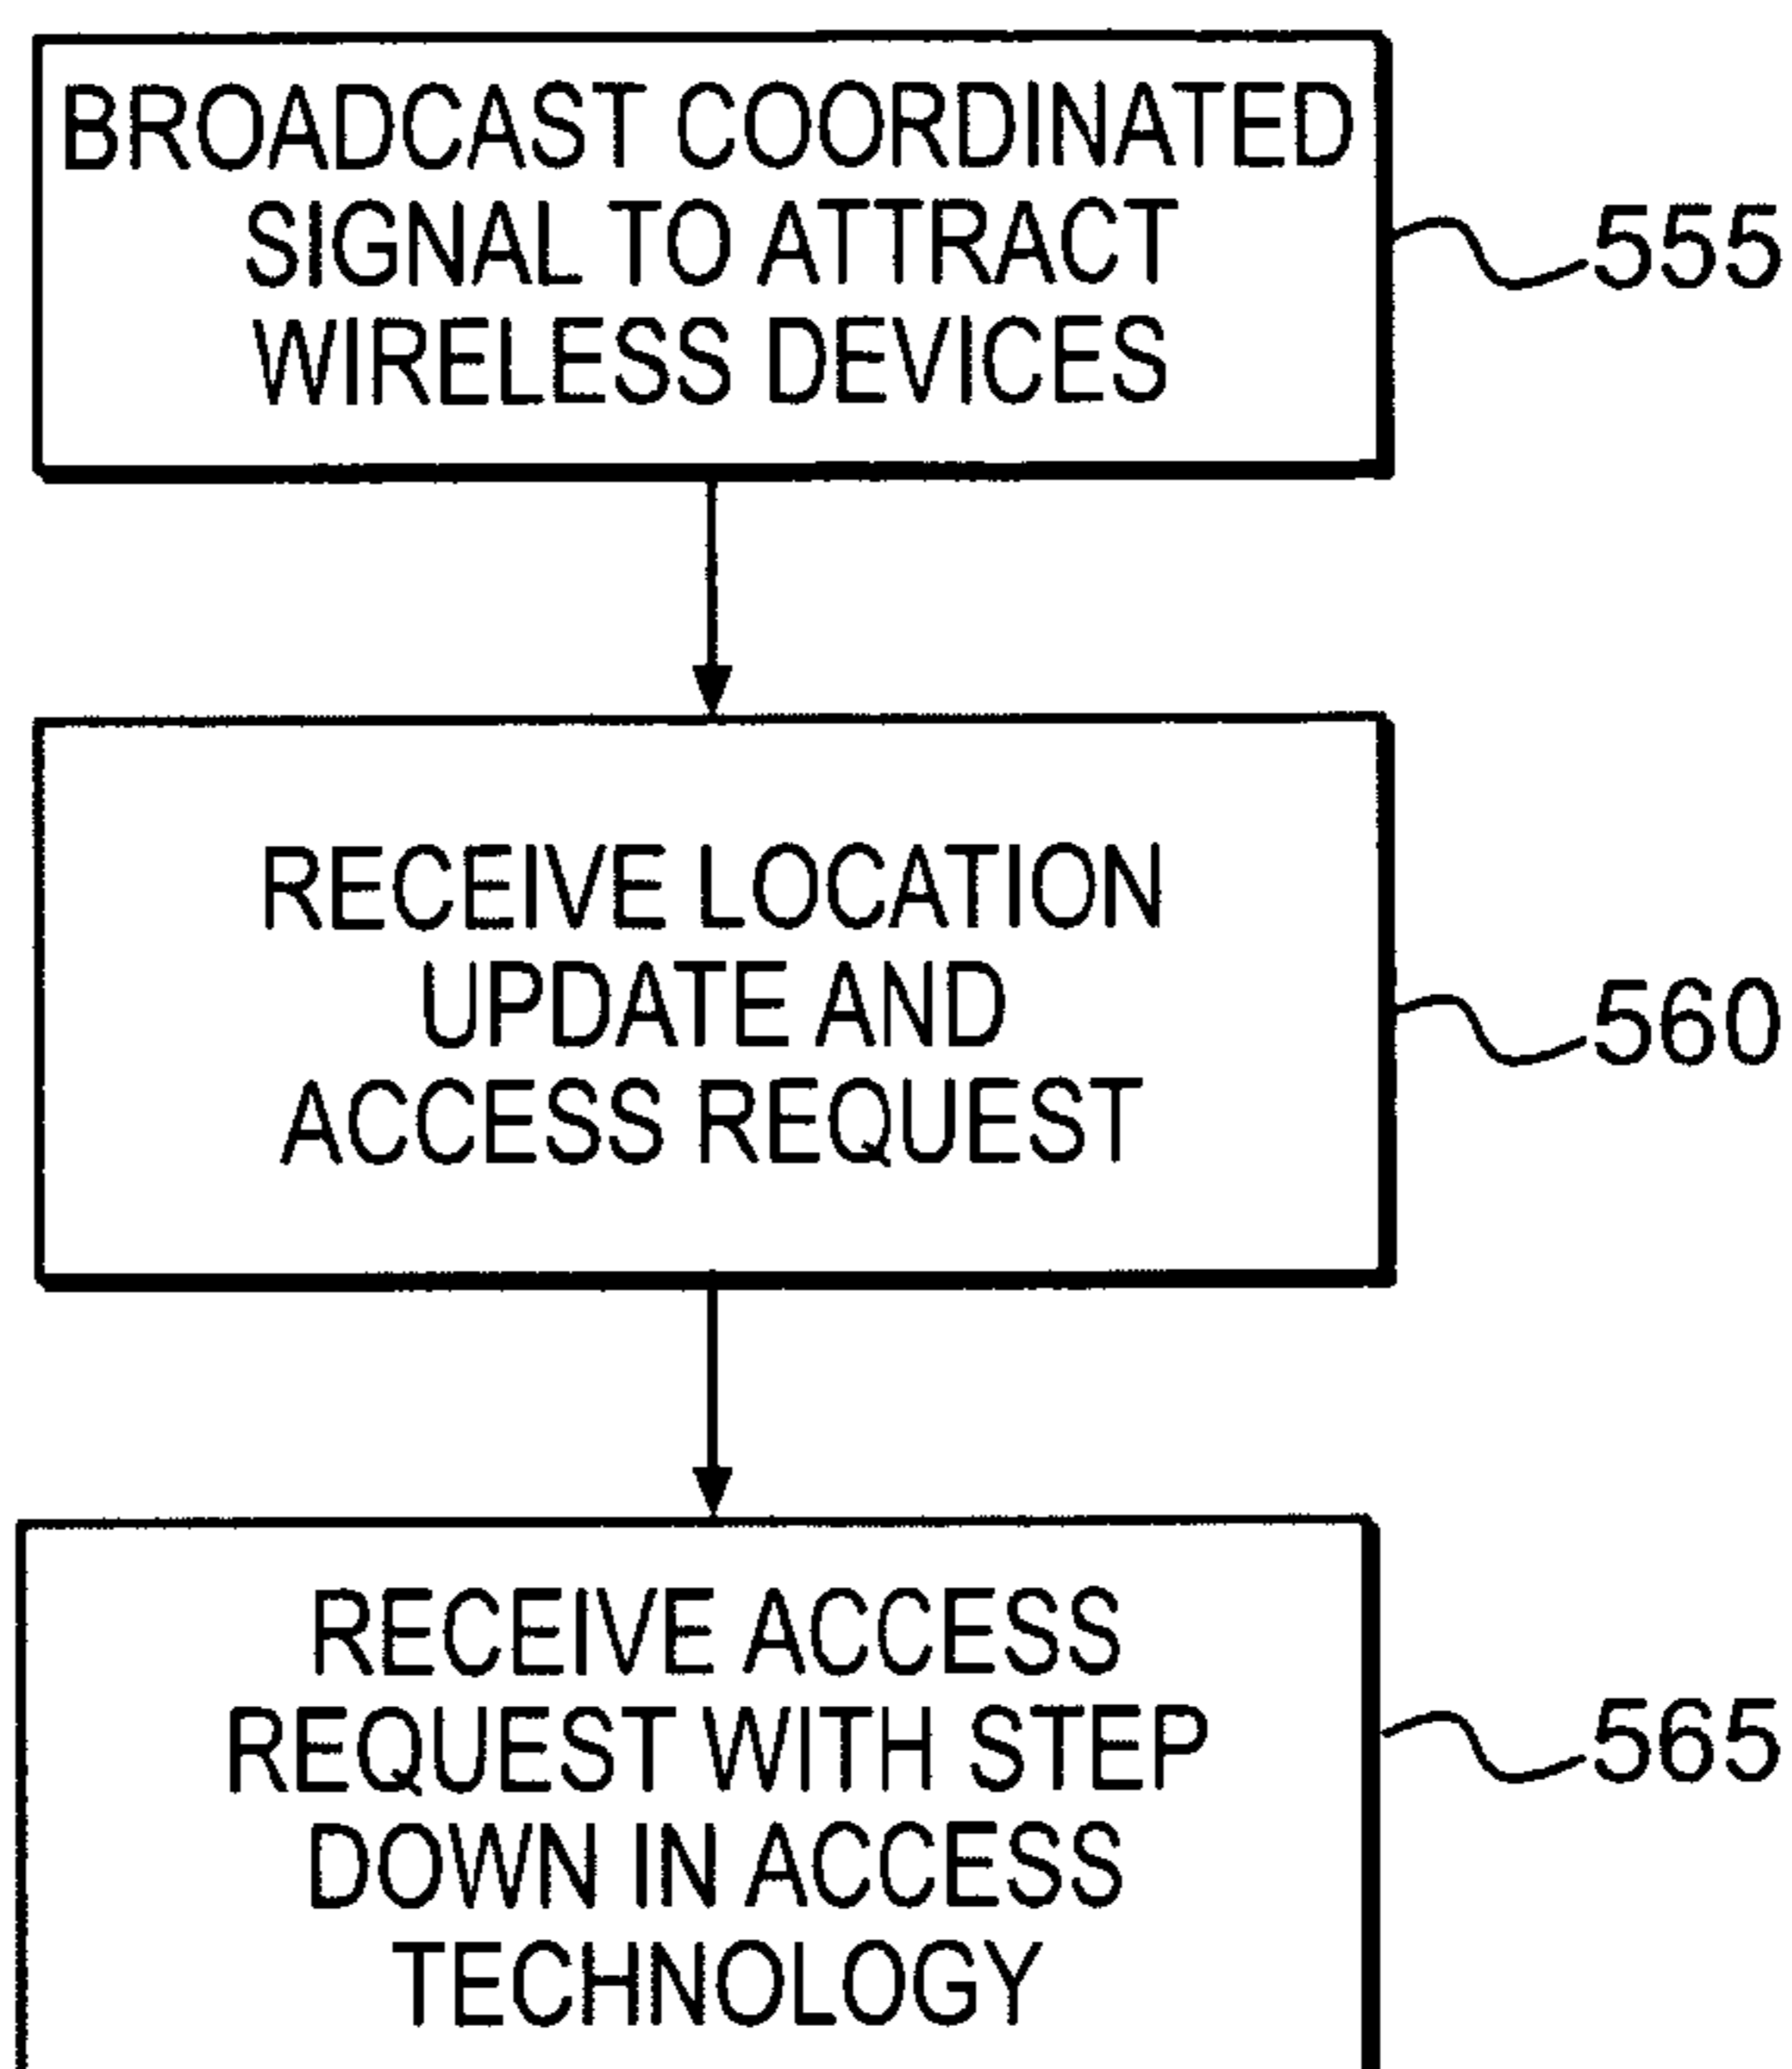 BROADCAST COORDINATED
SIGNAL TO ATTRACT
WIRELESS DEVICES
555
RECEIVE LOCATION
UPDATE AND
ACCESS REQUEST
560
RECEIVE ACCESS
REQUEST WITH STEP
DOWN IN ACCESS
TECHNOLOGY
565